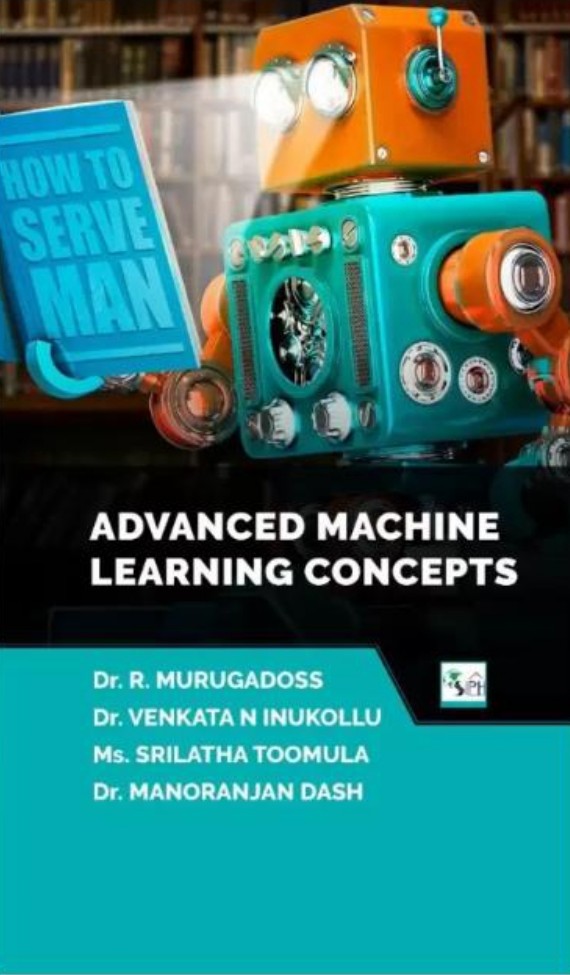 HOW TO
SERVE
MAN
ADVANCED MACHINE
LEARNING CONCEPTS
Dr. R. MURUGADOSS
Dr. VENKATA N INUKOLLU
Ms. SRILATHA TOOMULA
Dr. MANORANJAN DASH